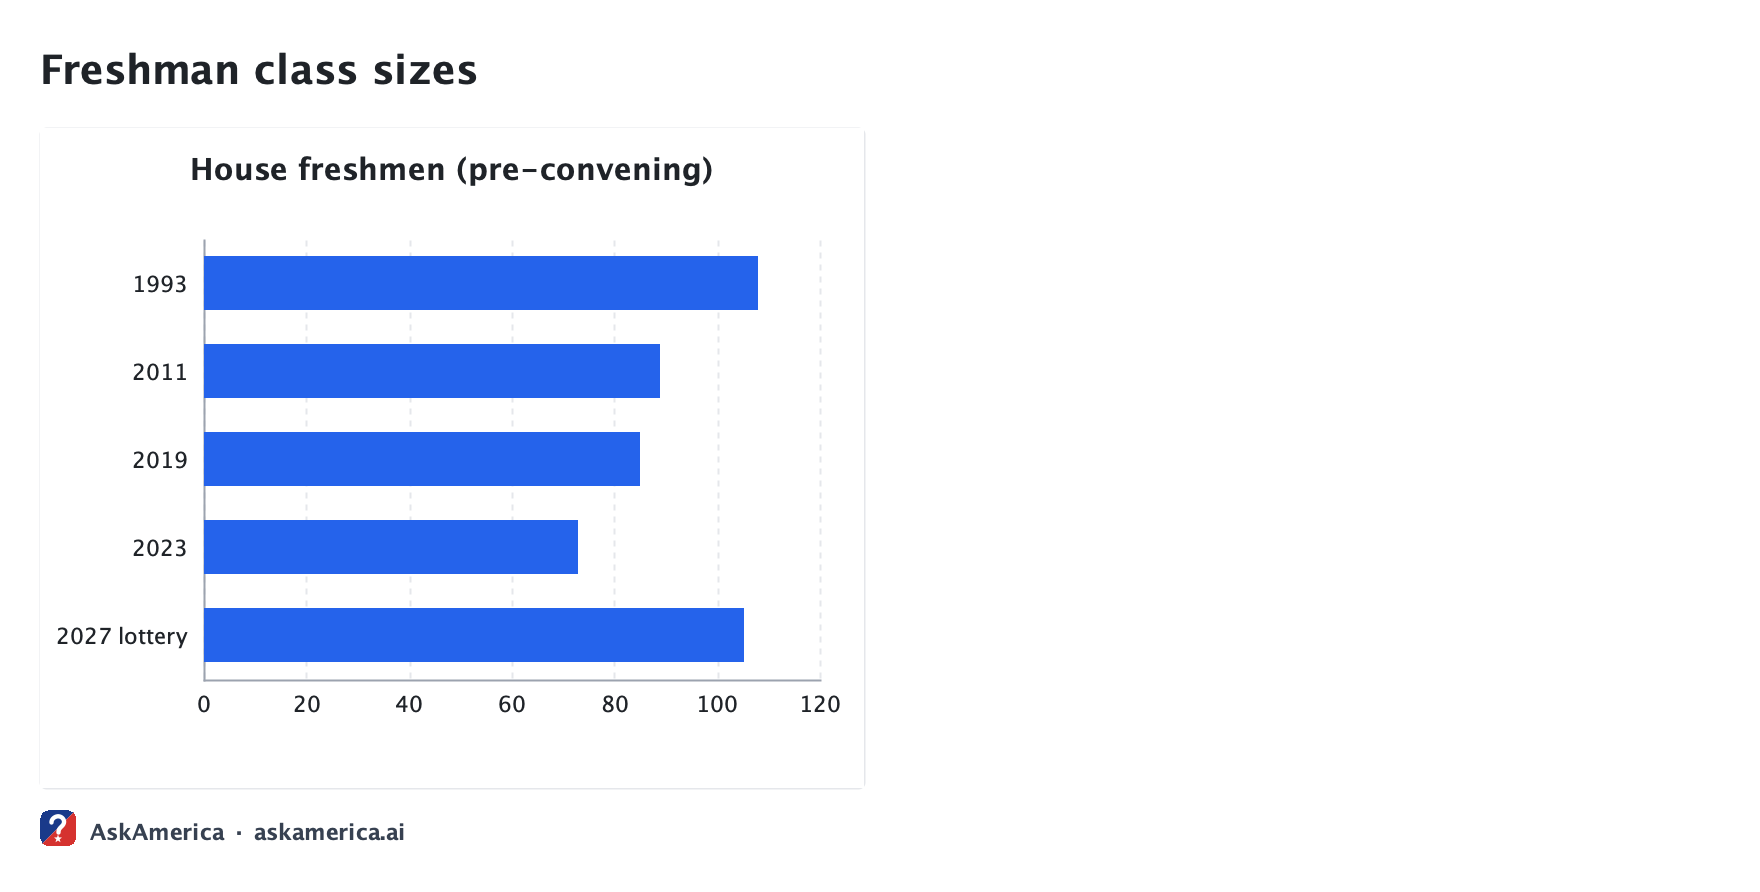 Freshman class sizes
House freshmen (pre-convening)
1993
2011
2019
2023
2027 lottery
0 20 40 60 80 100 120
AskAmerica · askamerica.ai